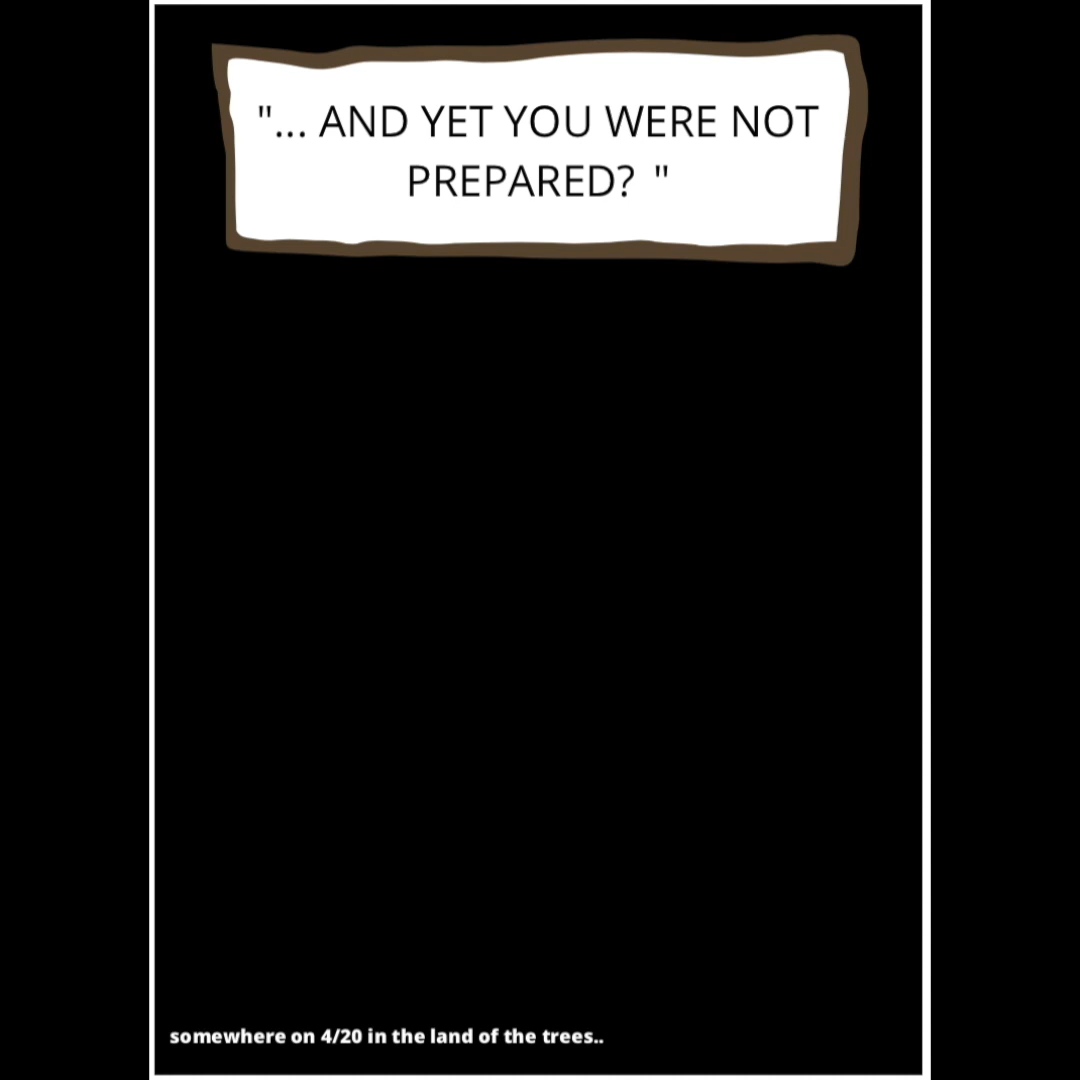 "... AND YET YOU WERE NOT
PREPARED? "
somewhere on 4/20 in the land of the trees..